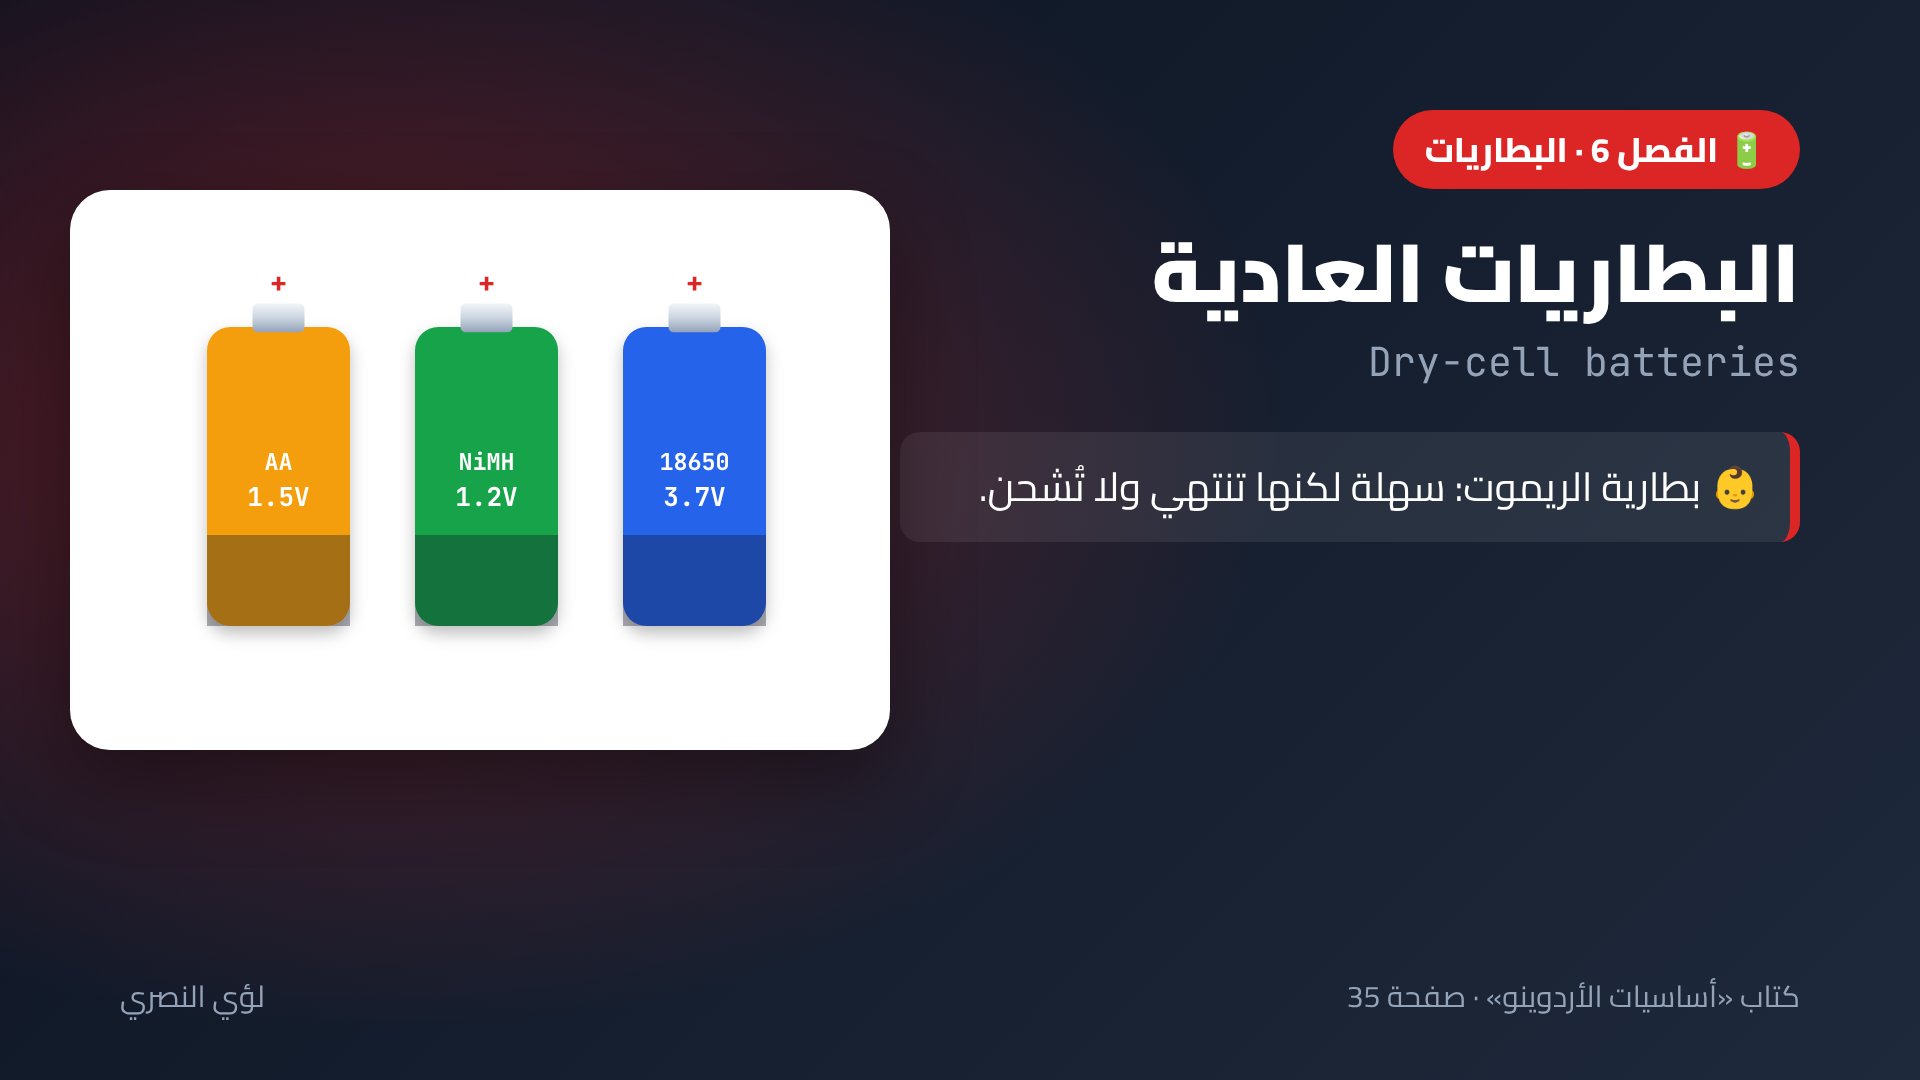 🔋 الفصل 6 · البطاريات
البطاريات العادية
Dry-cell batteries
👶 بطارية الريموت: سهلة لكنها تنتهي ولا تُشحن.
+ + +
AA NiMH 18650
1.5V 1.2V 3.7V
كتاب «أساسيات الأردوينو» · صفحة 35
لؤي النصري